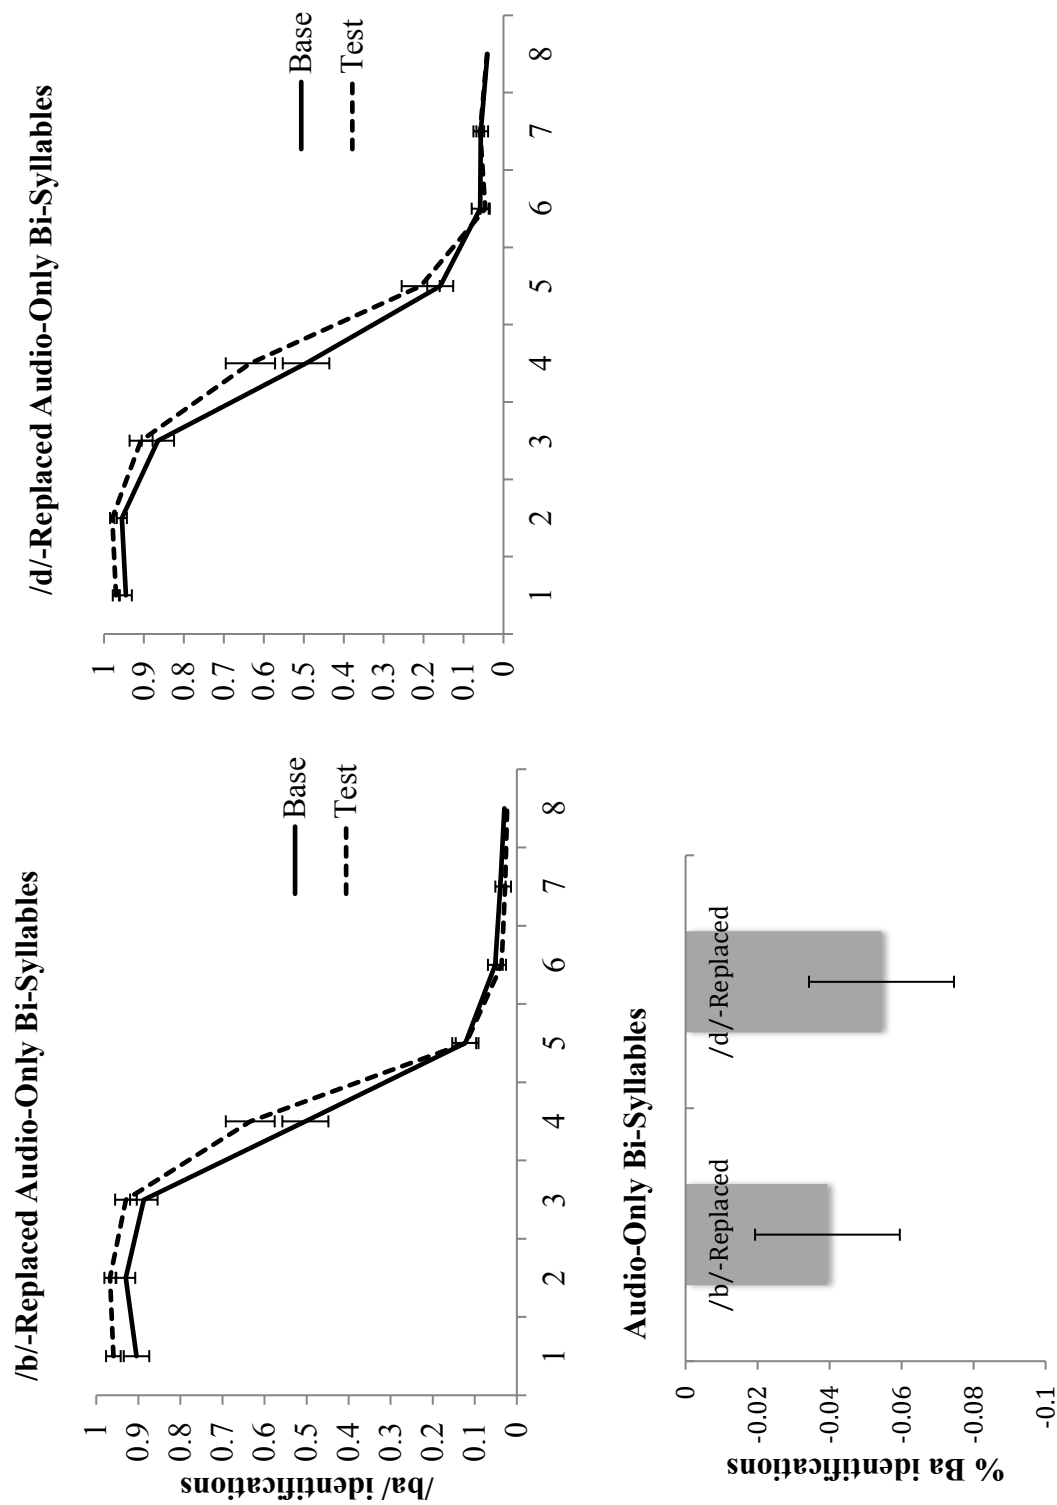 /b/-Replaced Audio-Only Bi-Syllables
/ba/ identifications
1
0.9
0.8
0.7
0.6
0.5
0.4
0.3
0.2
0.1
0
1 2 3 4 5 6 7 8
Base
Test
/d/-Replaced Audio-Only Bi-Syllables
1
0.9
0.8
0.7
0.6
0.5
0.4
0.3
0.2
0.1
0
1 2 3 4 5 6 7 8
Base
Test
Audio-Only Bi-Syllables
% Ba identifications
0
-0.02
-0.04
-0.06
-0.08
-0.1
/b/-Replaced /d/-Replaced